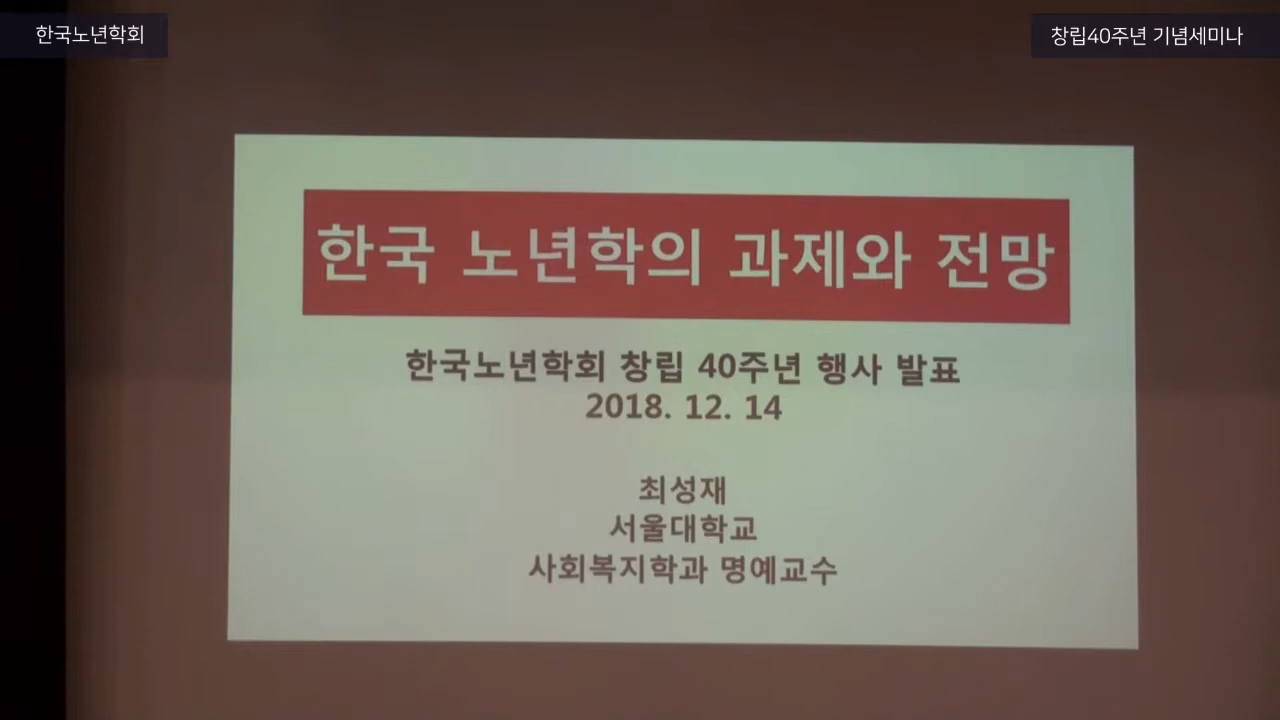 한국노년학회
창립40주년 기념세미나
한국 노년학의 과제와 전망
한국노년학회 창립 40주년 행사 발표
2018. 12. 14
최성재
서울대학교
사회복지학과 명예교수